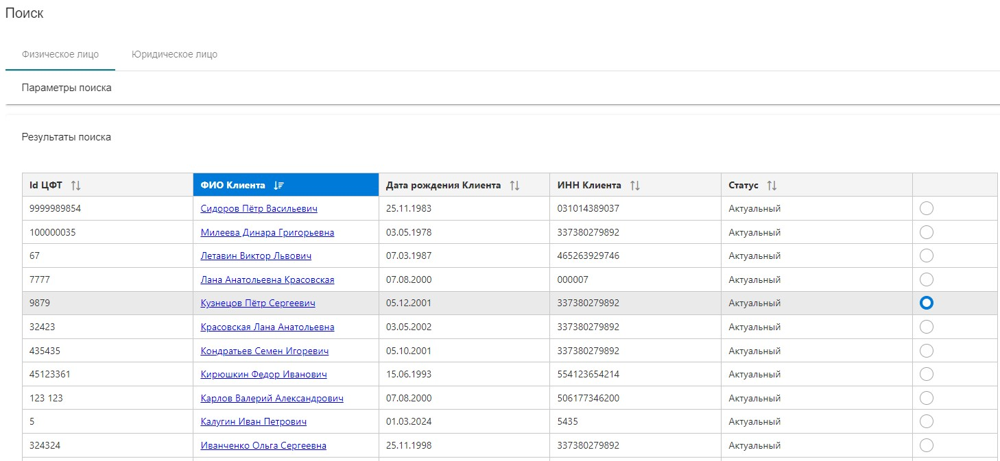 Поиск
Физическое лицо Юридическое лицо
Параметры поиска
Результаты поиска
Id ЦФТ ФИО Клиента Дата рождения Клиента ИНН Клиента Статус
9999989854 Сидоров Пётр Васильевич 25.11.1983 031014389037 Актуальный
100000035 Милеева Динара Григорьевна 03.05.1978 337380279892 Актуальный
67 Летавин Виктор Львович 07.03.1987 465263929746 Актуальный
7777 Лана Анатольевна Красовская 07.08.2000 000007 Актуальный
9879 Кузнецов Пётр Сергеевич 05.12.2001 337380279892 Актуальный
32423 Красовская Лана Анатольевна 03.05.2002 337380279892 Актуальный
435435 Кондратьев Семен Игоревич 05.10.2001 337380279892 Актуальный
45123361 Кирюшкин Федор Иванович 15.06.1993 554123654214 Актуальный
123 123 Карлов Валерий Александрович 07.08.2000 506177346200 Актуальный
5 Калугин Иван Петрович 01.03.2024 5435 Актуальный
324324 Иванченко Ольга Сергеевна 25.11.1998 337380279892 Актуальный